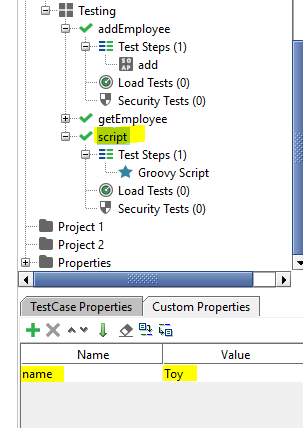 Testing
addEmployee
Test Steps (1)
SOAP
add
Load Tests (0)
Security Tests (0)
getEmployee
script
Test Steps (1)
Groovy Script
Load Tests (0)
Security Tests (0)
Project 1
Project 2
Properties
TestCase Properties Custom Properties
Name Value
name Toy